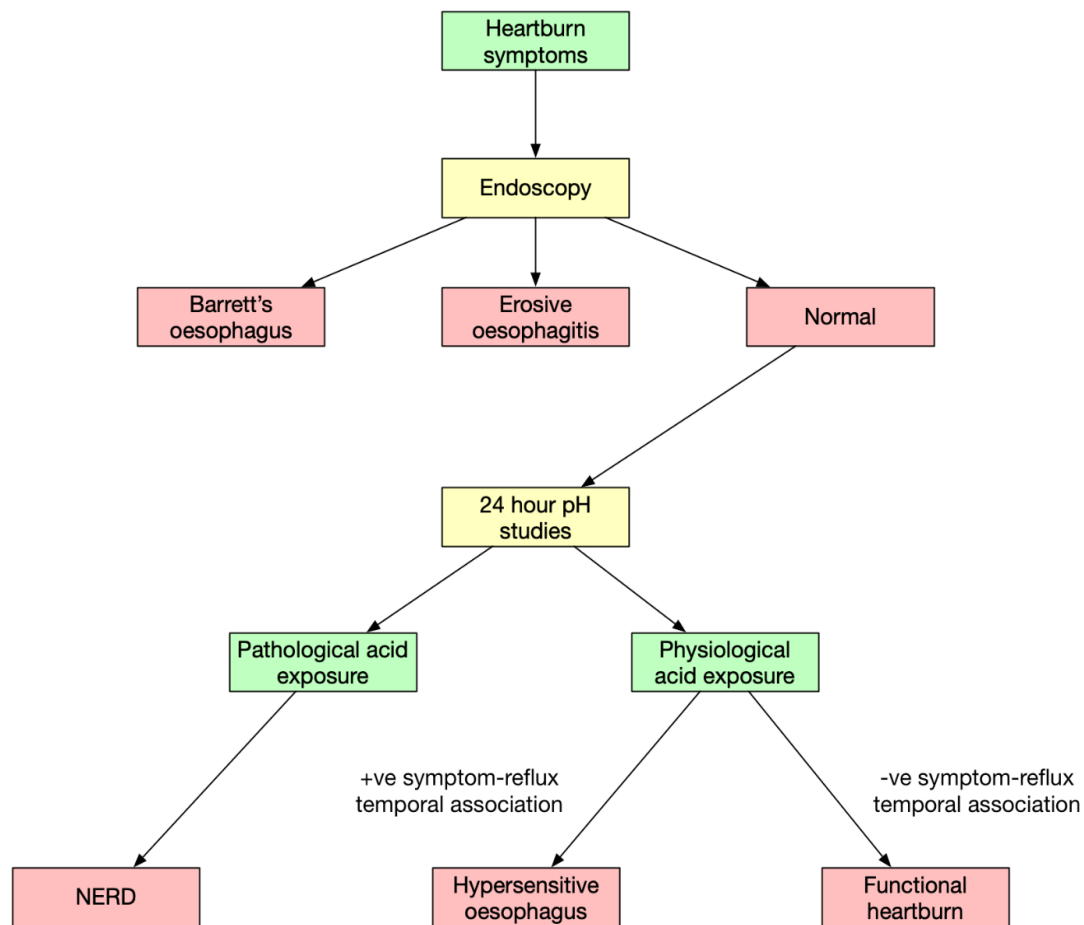 Heartburn
symptoms
Endoscopy
Barrett’s
oesophagus
Erosive
oesophagitis
Normal
24 hour pH
studies
Pathological acid
exposure
Physiological
acid exposure
+ve symptom-reflux
temporal association
-ve symptom-reflux
temporal association
NERD
Hypersensitive
oesophagus
Functional
heartburn